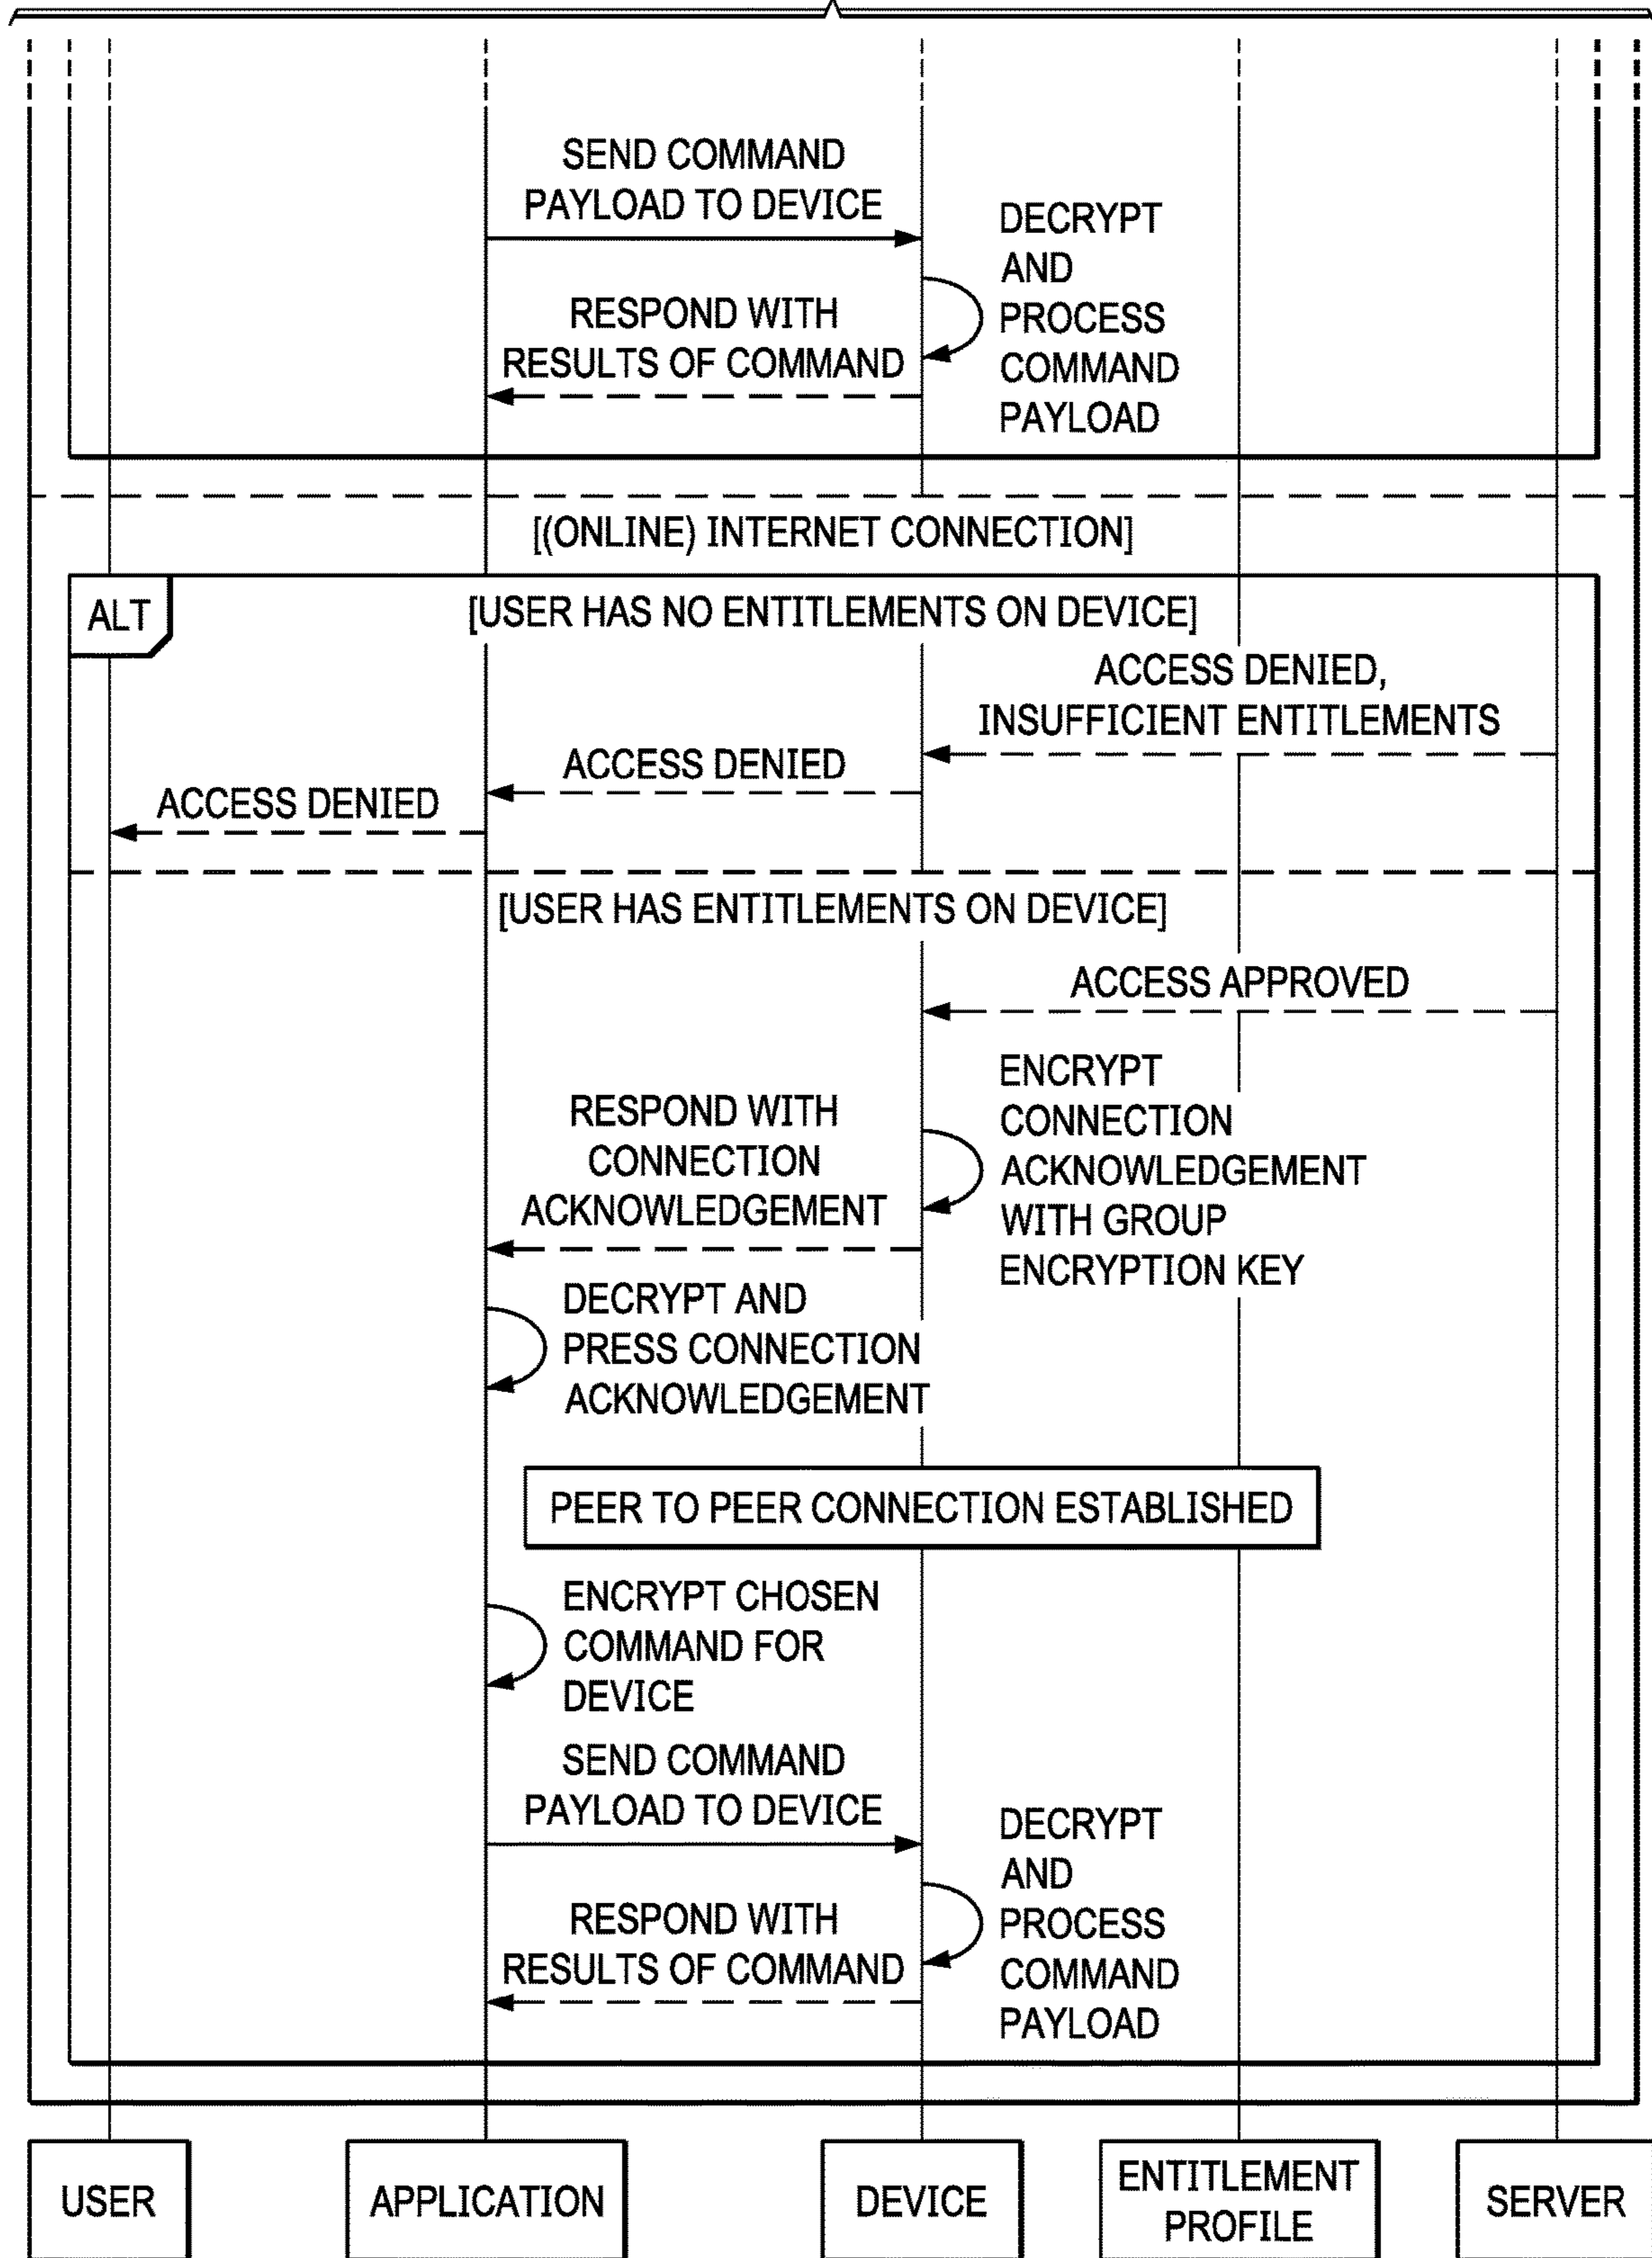 SEND COMMAND
PAYLOAD TO DEVICE
DECRYPT
AND
PROCESS
COMMAND
PAYLOAD
RESPOND WITH
RESULTS OF COMMAND
[(ONLINE) INTERNET CONNECTION]
ALT
[USER HAS NO ENTITLEMENTS ON DEVICE]
ACCESS DENIED,
INSUFFICIENT ENTITLEMENTS
ACCESS DENIED
ACCESS DENIED
[USER HAS ENTITLEMENTS ON DEVICE]
ACCESS APPROVED
ENCRYPT
CONNECTION
ACKNOWLEDGEMENT
WITH GROUP
ENCRYPTION KEY
RESPOND WITH
CONNECTION
ACKNOWLEDGEMENT
DECRYPT AND
PRESS CONNECTION
ACKNOWLEDGEMENT
PEER TO PEER CONNECTION ESTABLISHED
ENCRYPT CHOSEN
COMMAND FOR
DEVICE
SEND COMMAND
PAYLOAD TO DEVICE
DECRYPT
AND
PROCESS
COMMAND
PAYLOAD
RESPOND WITH
RESULTS OF COMMAND
USER
APPLICATION
DEVICE
ENTITLEMENT
PROFILE
SERVER